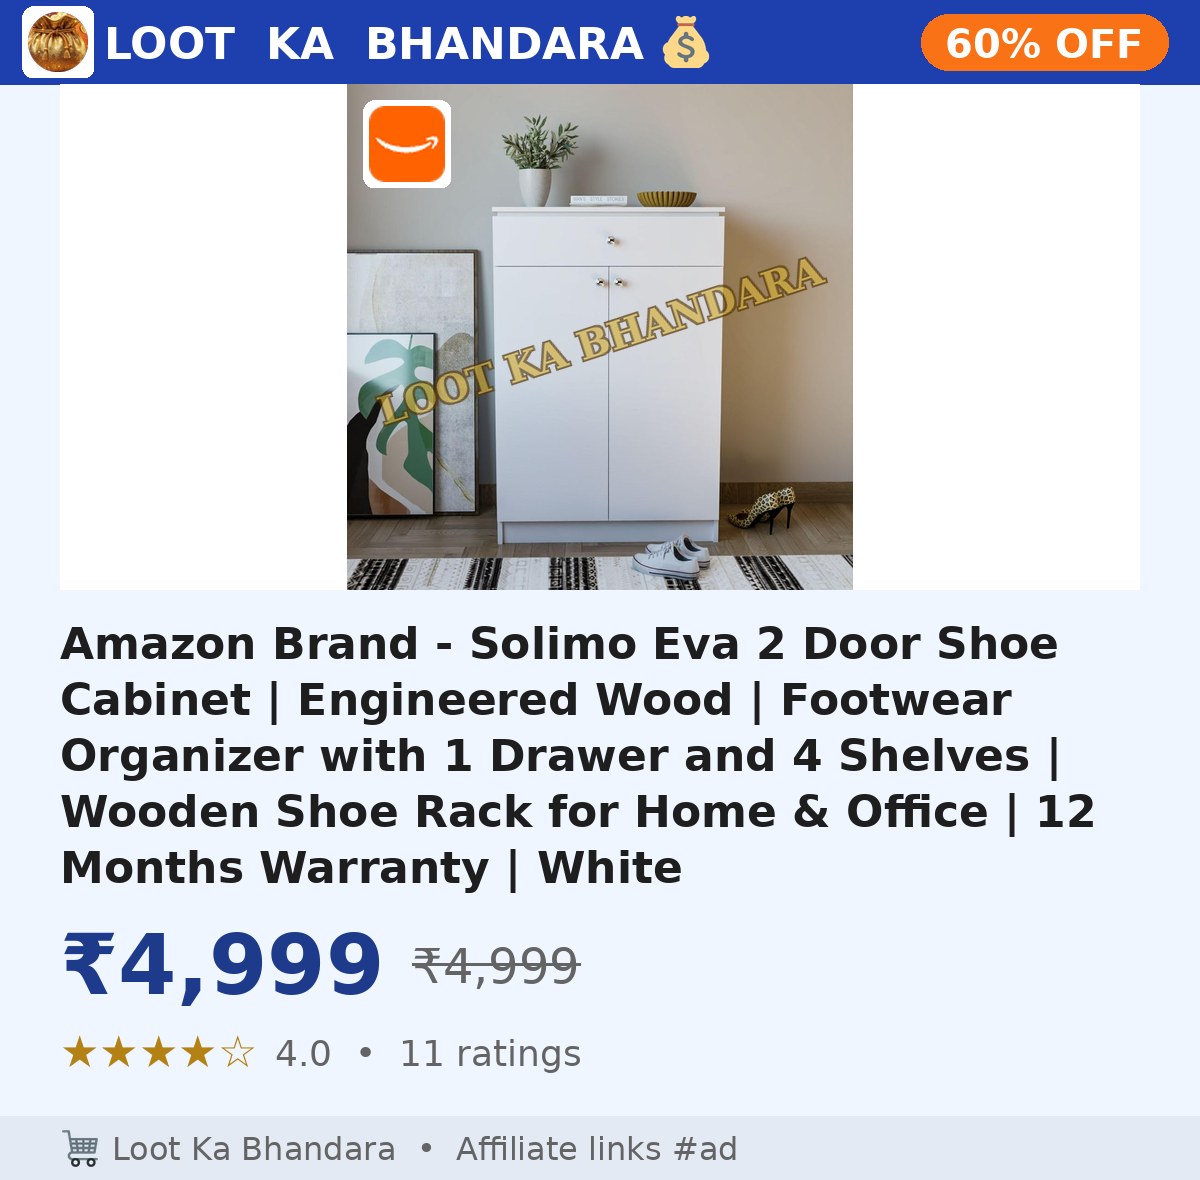 LOOT KA BHANDARA
60% OFF
LOOT KA BHANDARA
Amazon Brand - Solimo Eva 2 Door Shoe
Cabinet | Engineered Wood | Footwear
Organizer with 1 Drawer and 4 Shelves |
Wooden Shoe Rack for Home & Office | 12
Months Warranty | White
₹4,999 ₹4,999
4.0 • 11 ratings
Loot Ka Bhandara • Affiliate links #ad